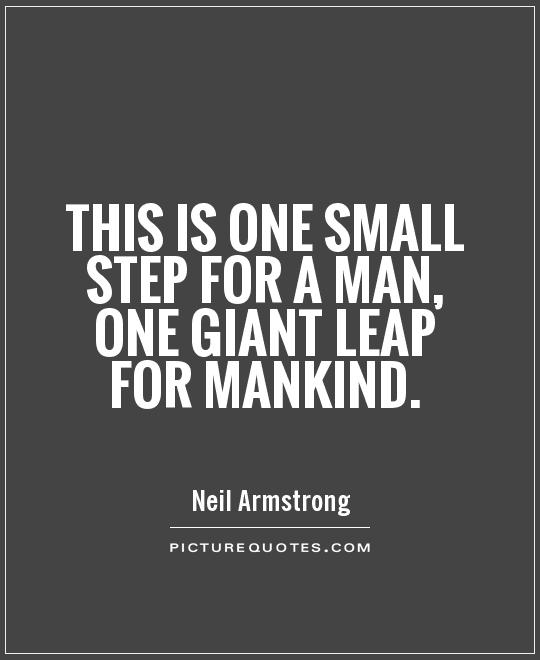 THIS IS ONE SMALL
STEP FOR A MAN,
ONE GIANT LEAP
FOR MANKIND.
Neil Armstrong
PICTUREQUOTES.COM